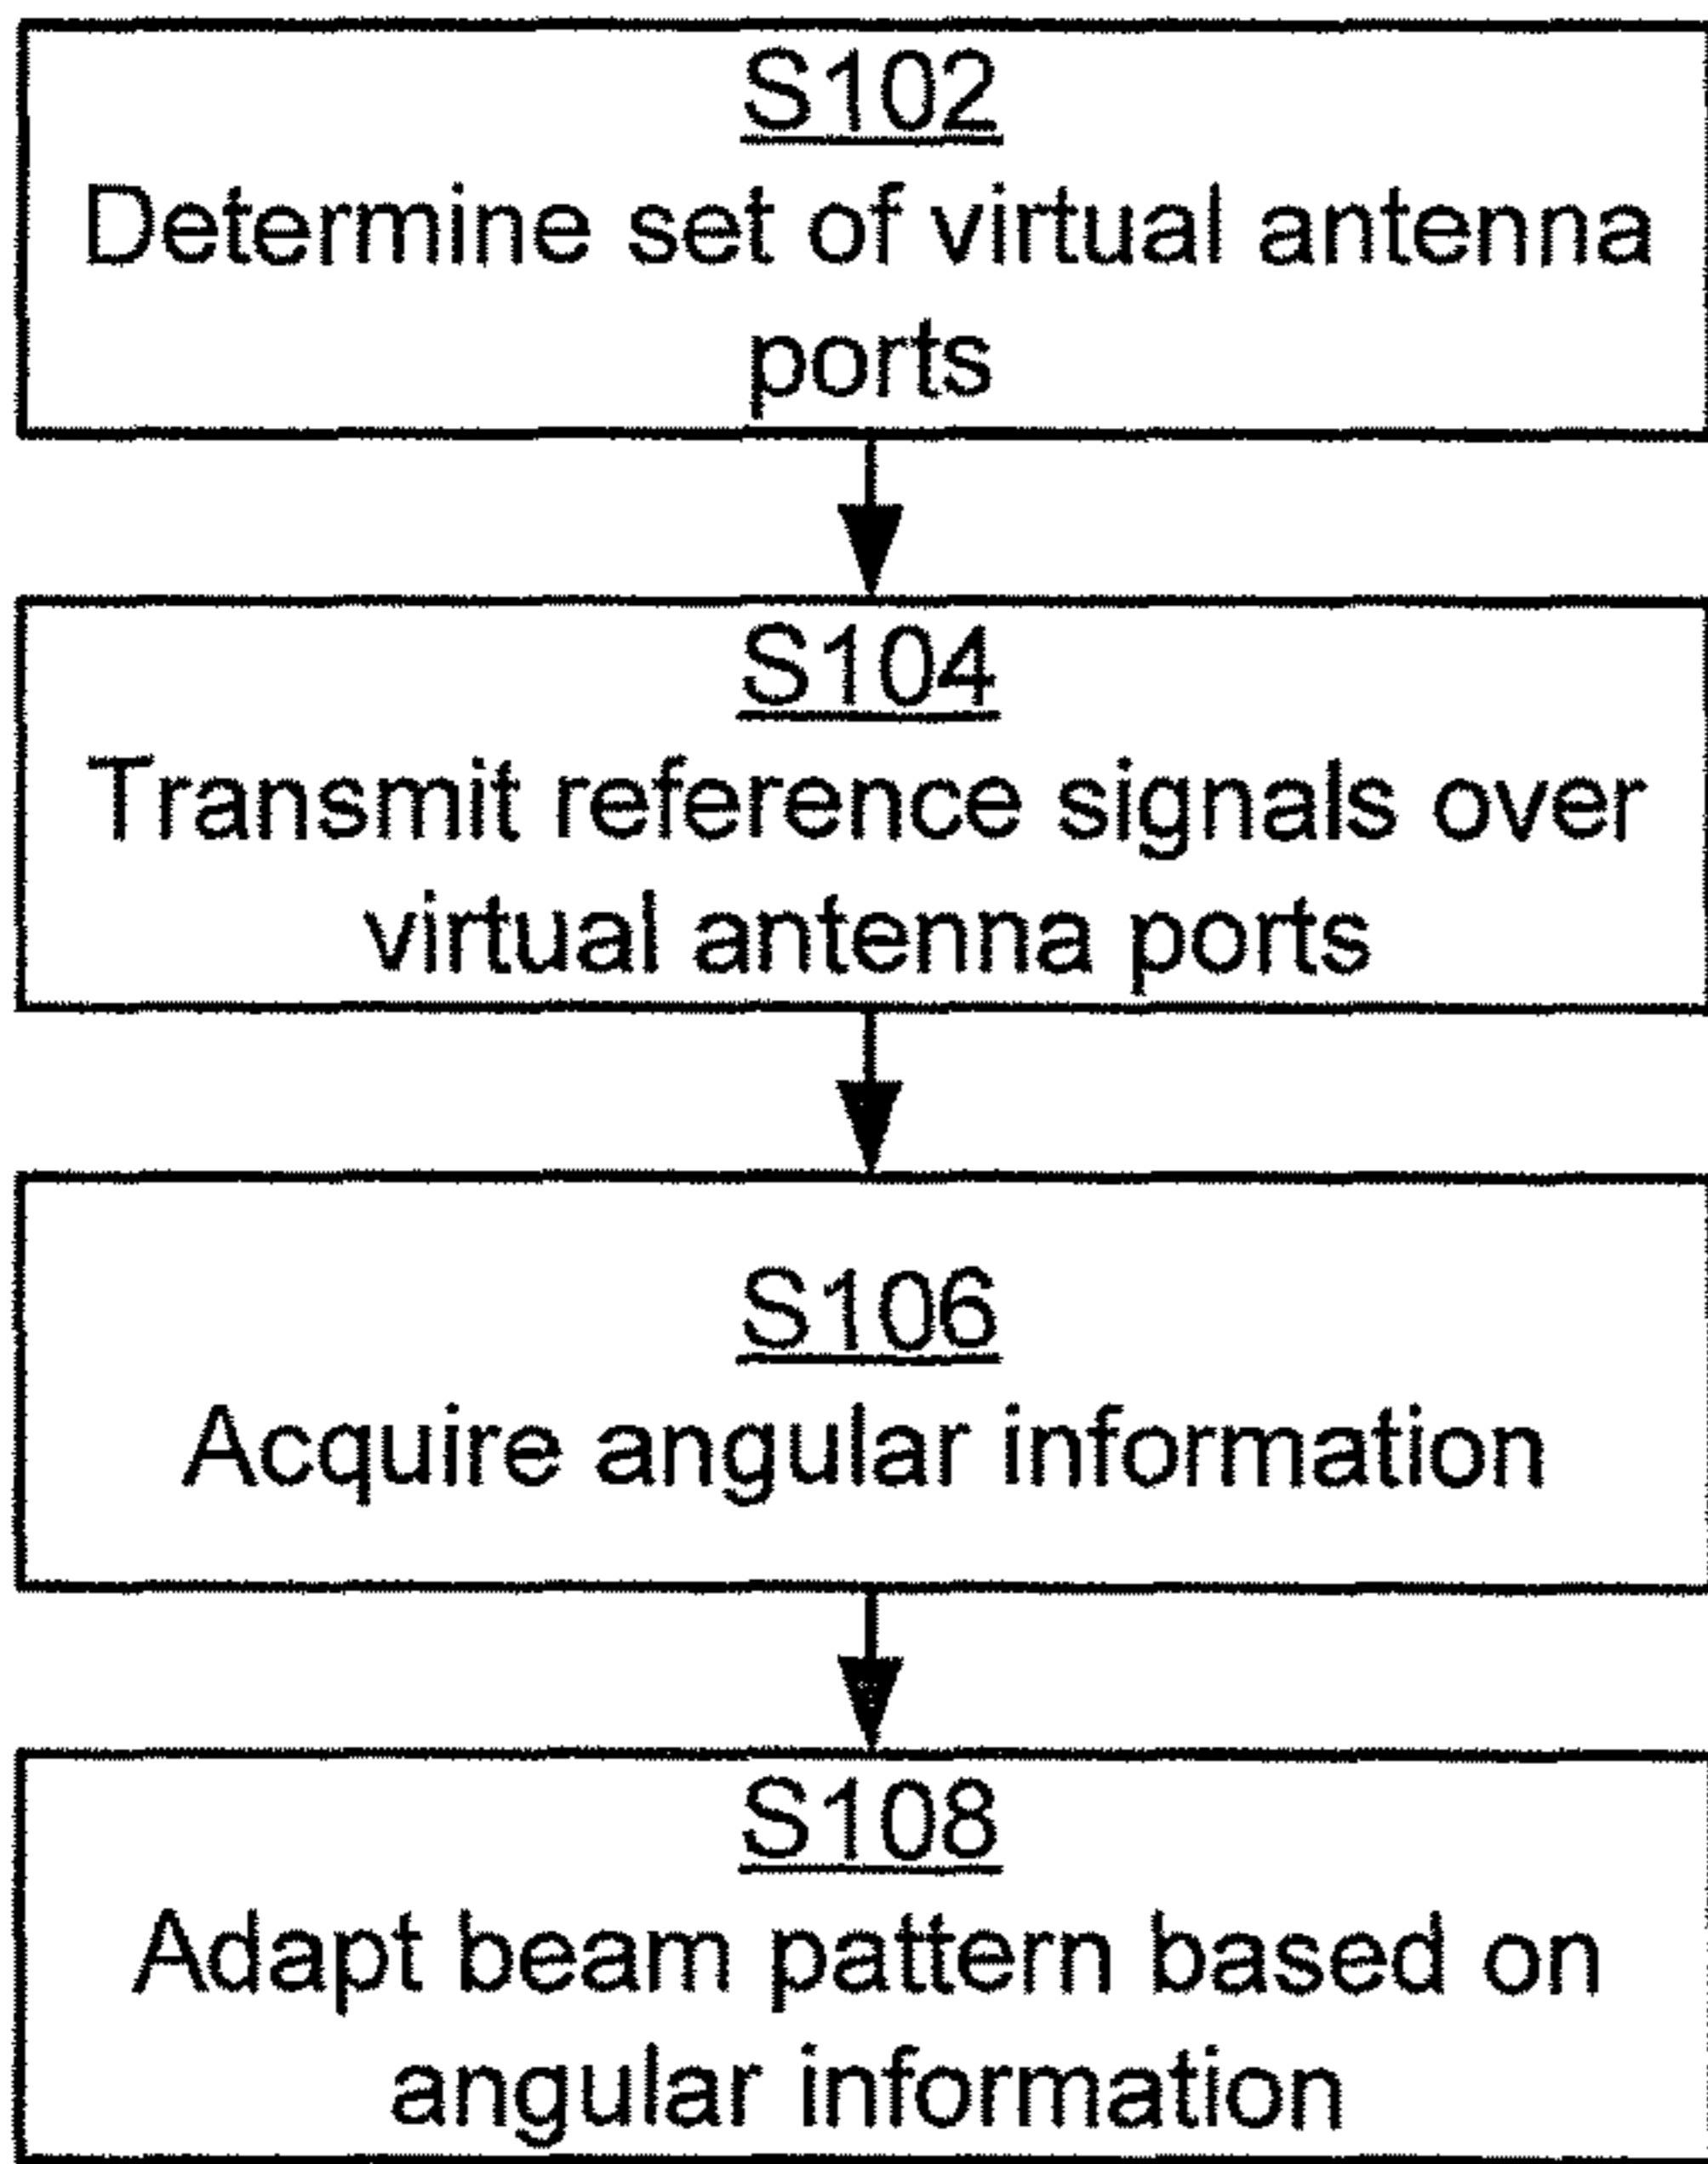 S102
Determine set of virtual antenna
ports
S104
Transmit reference signals over
virtual antenna ports
S106
Acquire angular information
S108
Adapt beam pattern based on
angular information